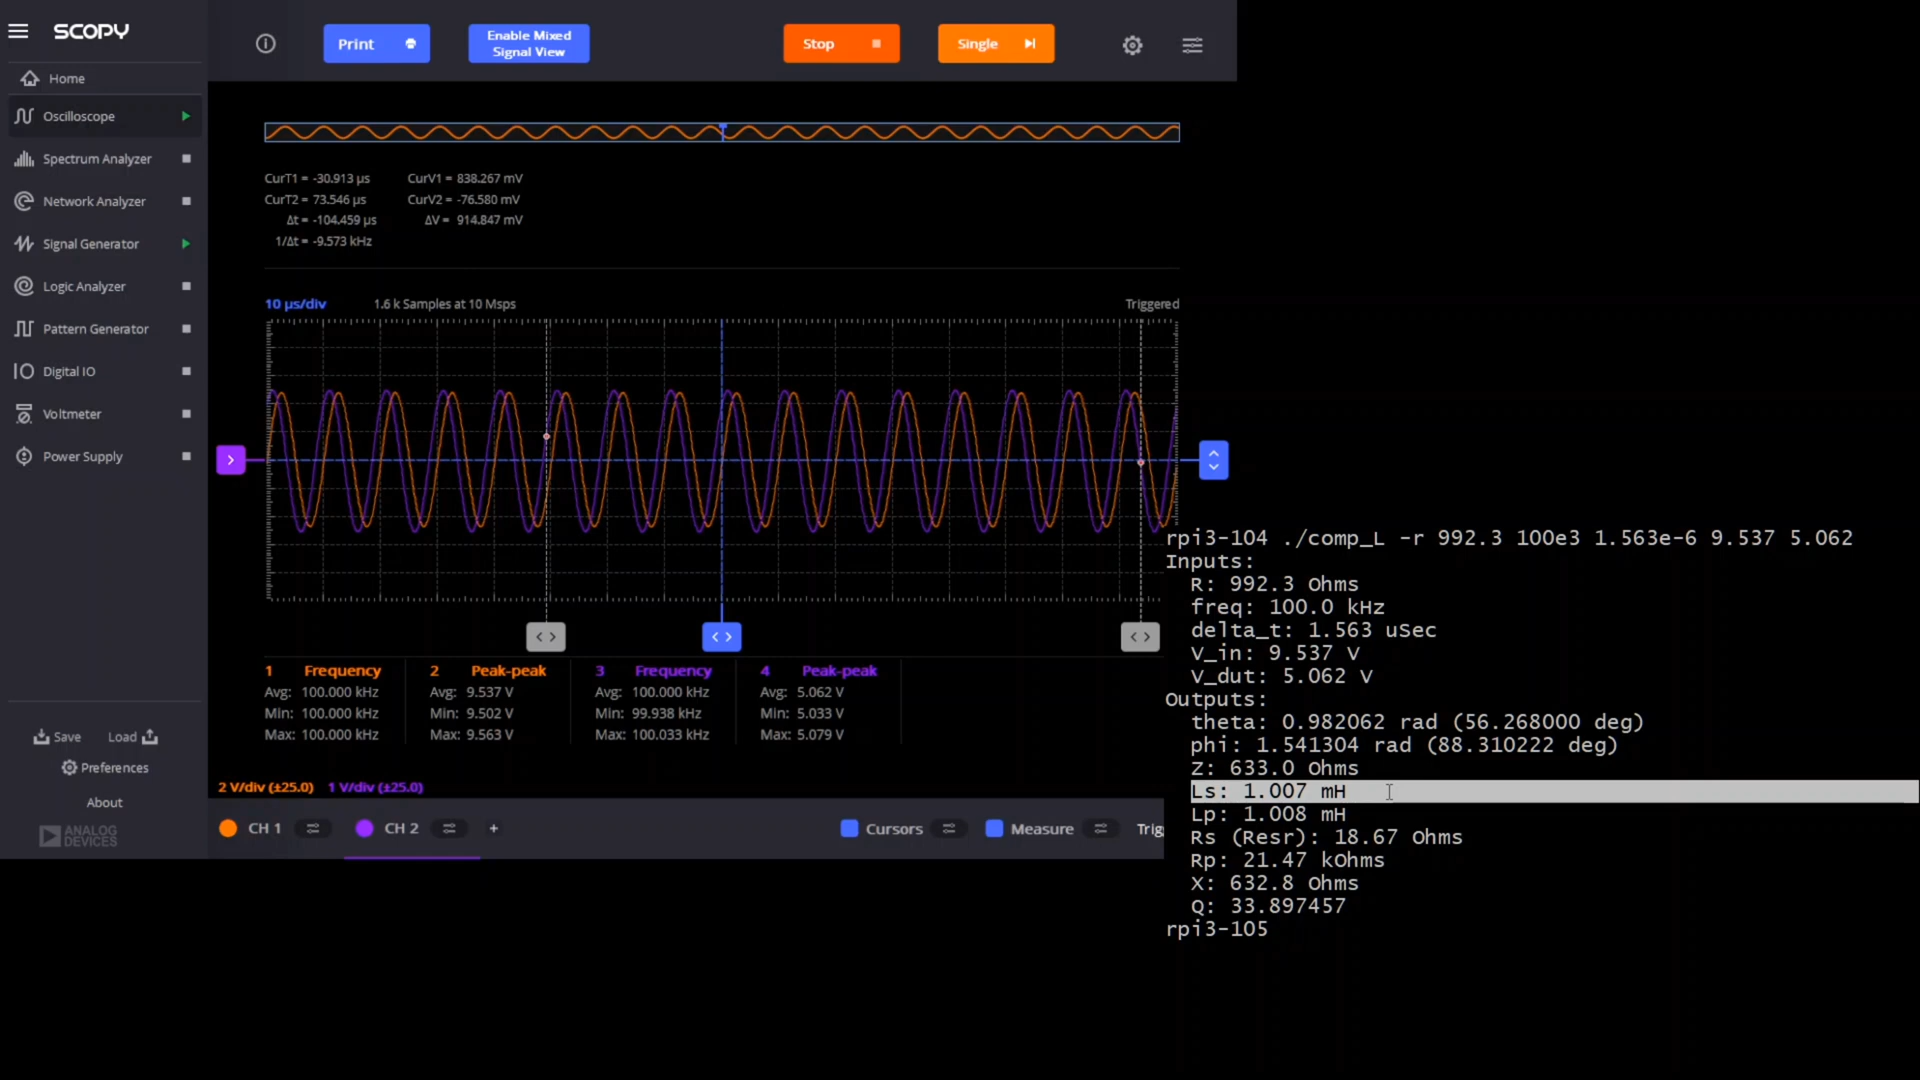 SCOPY
Home
Oscilloscope
Spectrum Analyzer
Network Analyzer
Signal Generator
Logic Analyzer
Pattern Generator
Digital IO
Voltmeter
Power Supply
Save Load
Preferences
About
ANALOG
DEVICES
Print
Enable Mixed
Signal View
Stop
Single
CurT1 = -30.913 µs CurV1 = 838.267 mV
CurT2 = 73.546 µs CurV2 = -76.580 mV
Δt = -104.459 µs ΔV = 914.847 mV
1/Δt = -9.573 kHz
10 µs/div 1.6 k Samples at 10 Msps Triggered
1 Frequency 2 Peak-peak 3 Frequency 4 Peak-peak
Avg: 100.000 kHz Avg: 9.537 V Avg: 100.000 kHz Avg: 5.062 V
Min: 100.000 kHz Min: 9.502 V Min: 99.938 kHz Min: 5.033 V
Max: 100.000 kHz Max: 9.563 V Max: 100.033 kHz Max: 5.079 V
2 V/div (±25.0) 1 V/div (±25.0)
CH 1 CH 2 + Cursors Measure Trig
rpi3-104 ./comp_L -r 992.3 100e3 1.563e-6 9.537 5.062
Inputs:
R: 992.3 Ohms
freq: 100.0 kHz
delta_t: 1.563 uSec
V_in: 9.537 V
V_dut: 5.062 V
Outputs:
theta: 0.982062 rad (56.268000 deg)
phi: 1.541304 rad (88.310222 deg)
Z: 633.0 Ohms
Ls: 1.007 mH
Lp: 1.008 mH
Rs (Resr): 18.67 Ohms
Rp: 21.47 kOhms
X: 632.8 Ohms
Q: 33.897457
rpi3-105